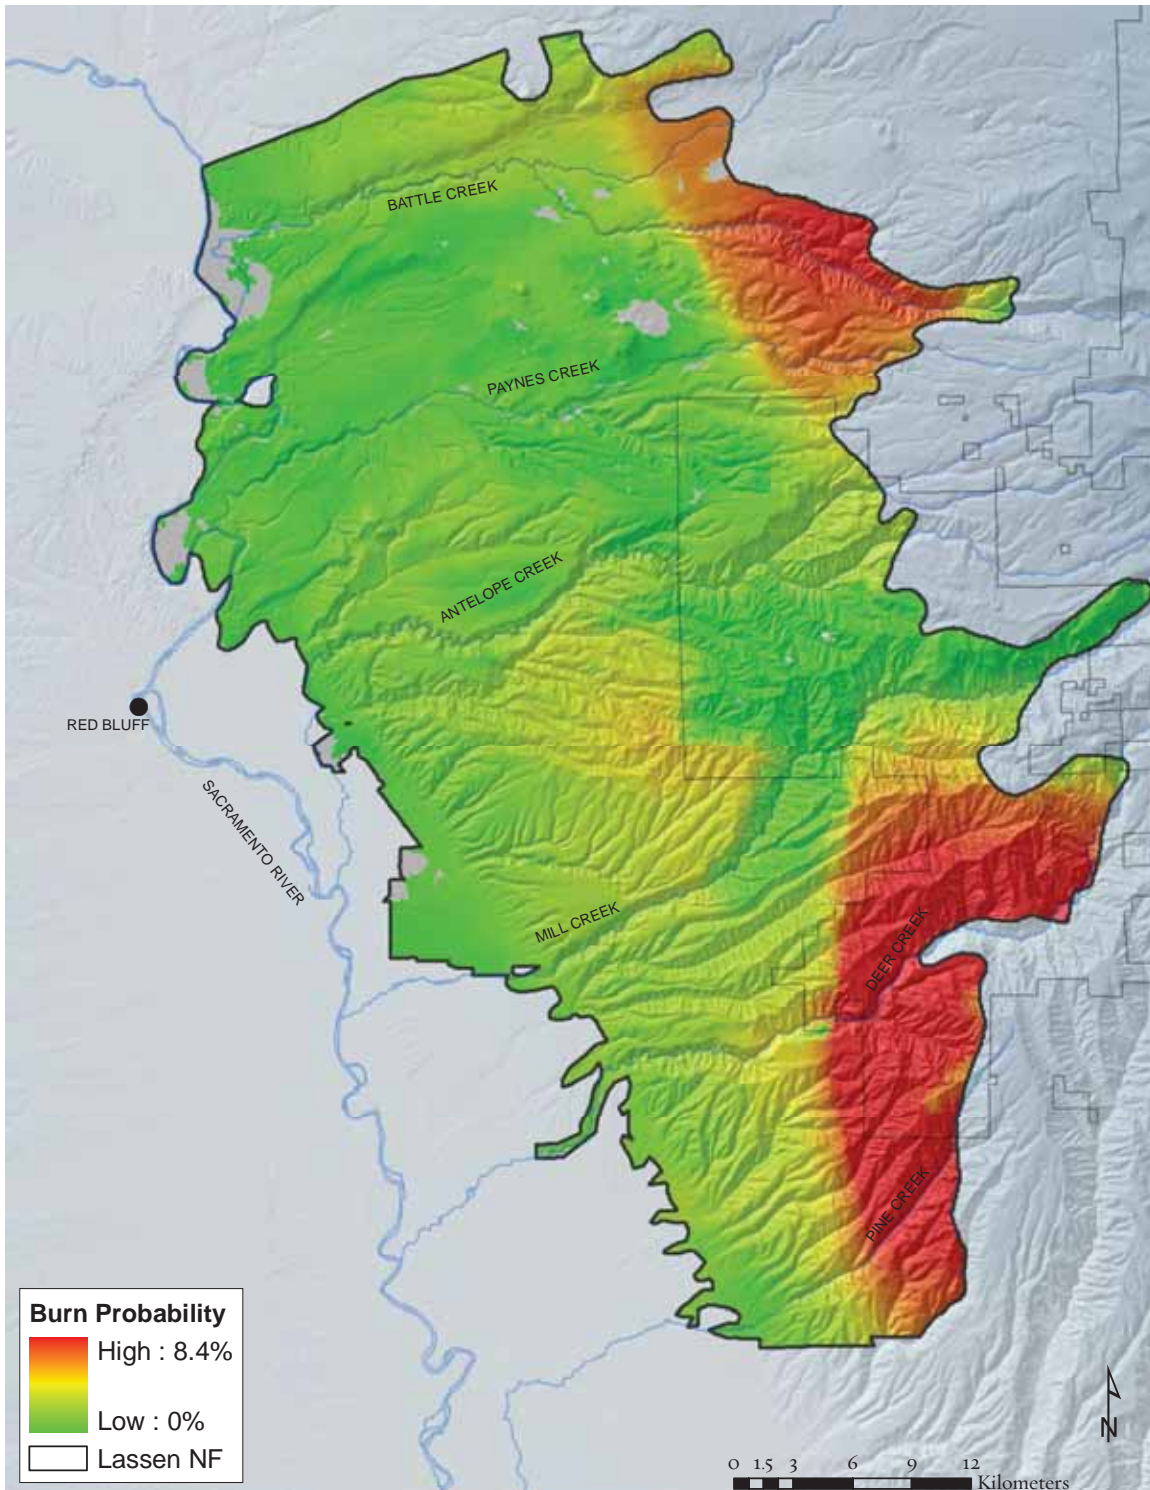 BATTLE CREEK
PAYNES CREEK
ANTELOPE CREEK
RED BLUFF
SACRAMENTO RIVER
MILL CREEK
DEER CREEK
PINE CREEK
Burn Probability
High : 8.4%
Low : 0%
Lassen NF
N
0 1.5 3 6 9 12
Kilometers